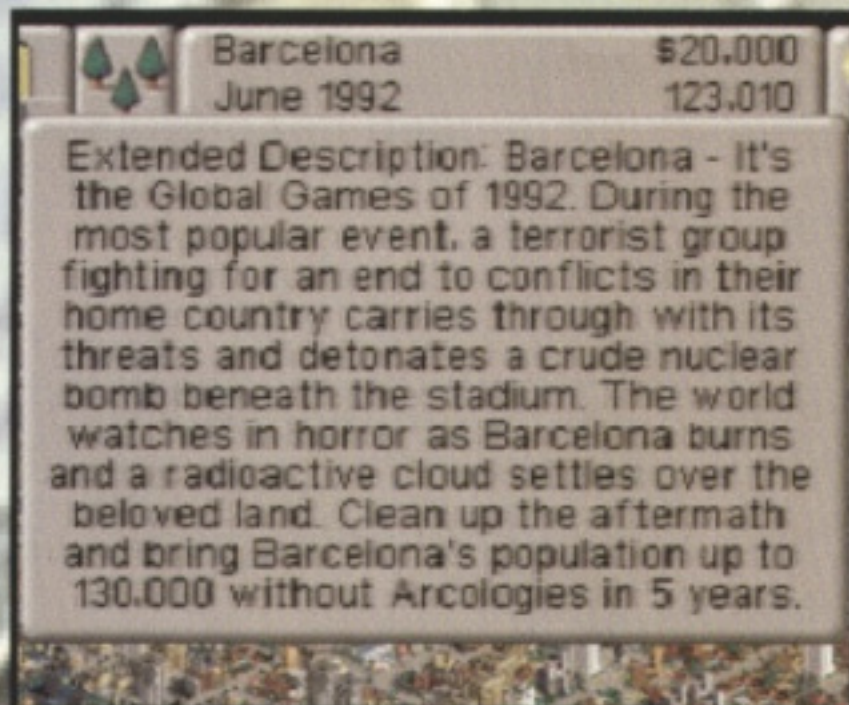 Barcelona $20.000
June 1992 123.010
Extended Description: Barcelona - It's
the Global Games of 1992. During the
most popular event, a terrorist group
fighting for an end to conflicts in their
home country carries through with its
threats and detonates a crude nuclear
bomb beneath the stadium. The world
watches in horror as Barcelona burns
and a radioactive cloud settles over the
beloved land. Clean up the aftermath
and bring Barcelona's population up to
130.000 without Arcologies in 5 years.